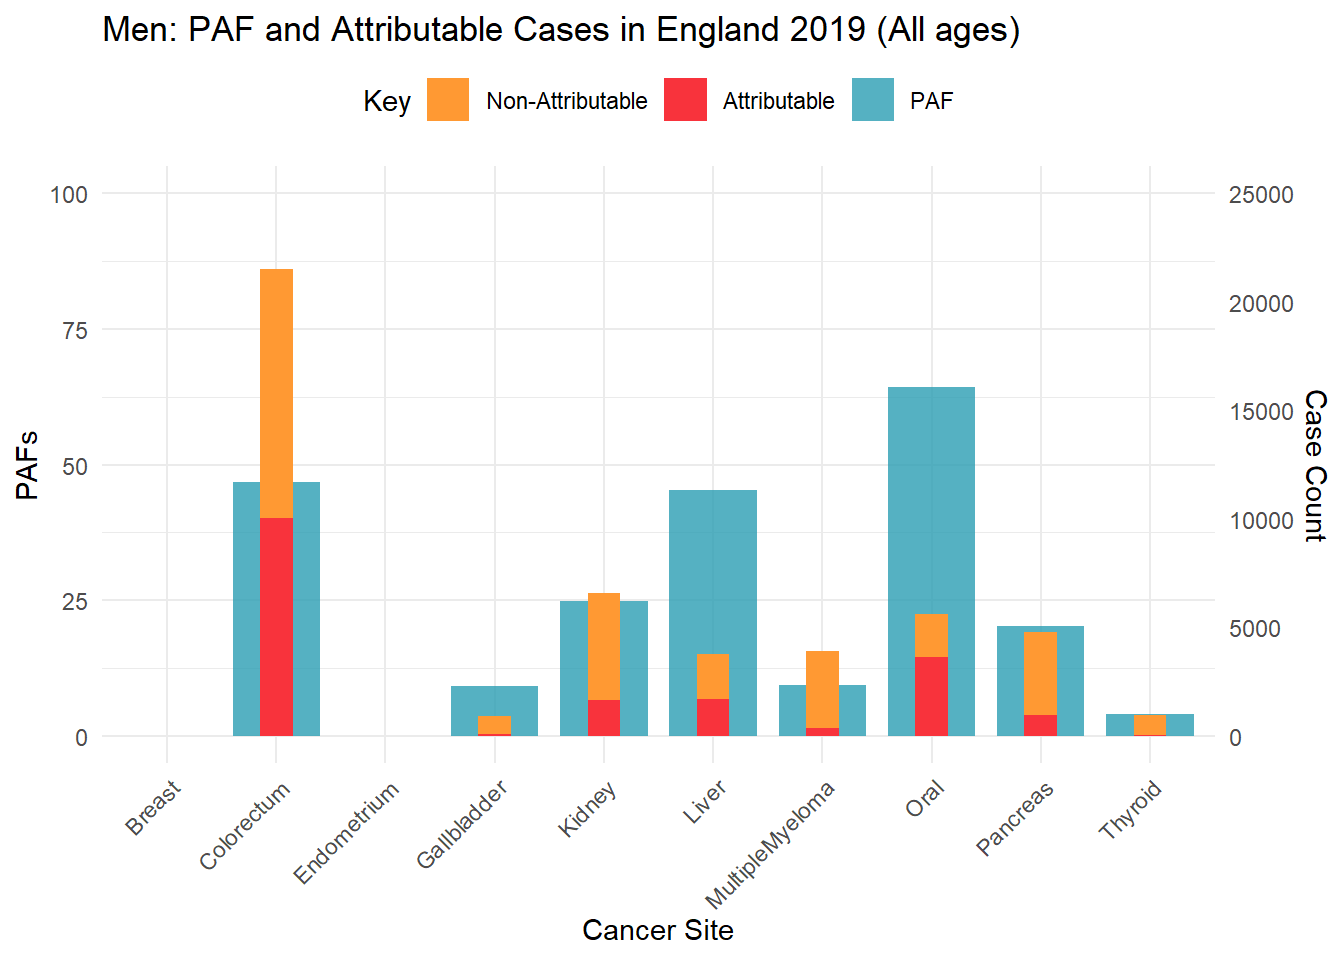 Men: PAF and Attributable Cases in England 2019 (All ages)
Key Non-Attributable Attributable PAF
100
75
50
25
0
PAFs
25000
20000
15000
10000
5000
0
Case Count
Breast
Colorectum
Endometrium
Gallbladder
Kidney
Liver
MultipleMyeloma
Oral
Pancreas
Thyroid
Cancer Site